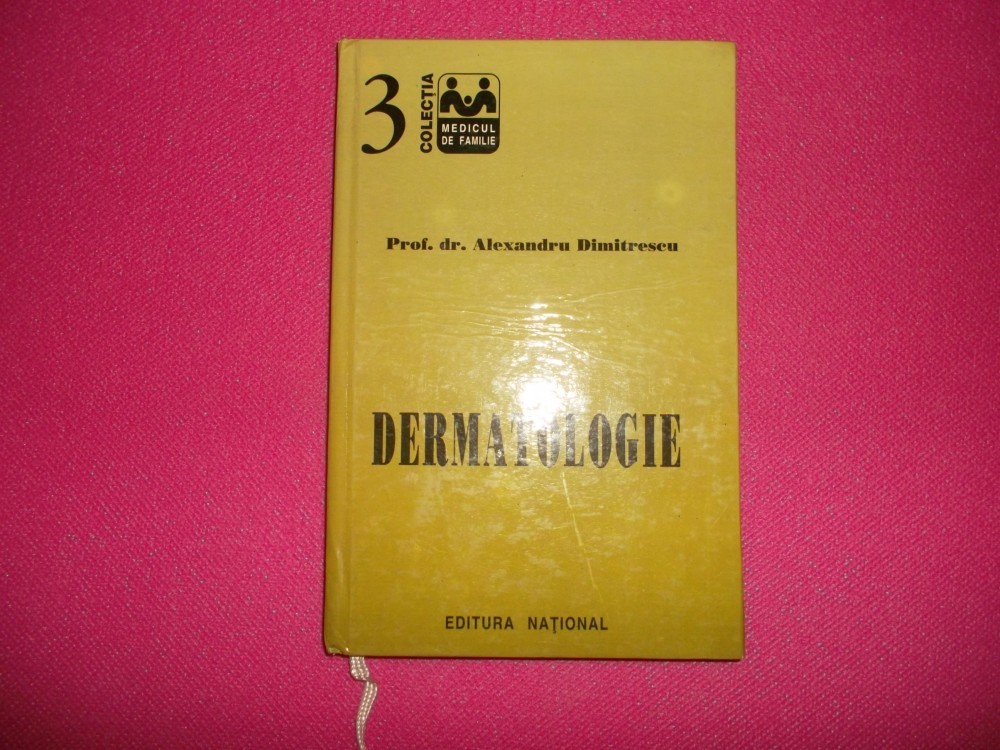 3
COLECȚIA
MEDICUL
DE FAMILIE
Prof. dr. Alexandru Dimitrescu
DERMATOLOGIE
EDITURA NAȚIONAL